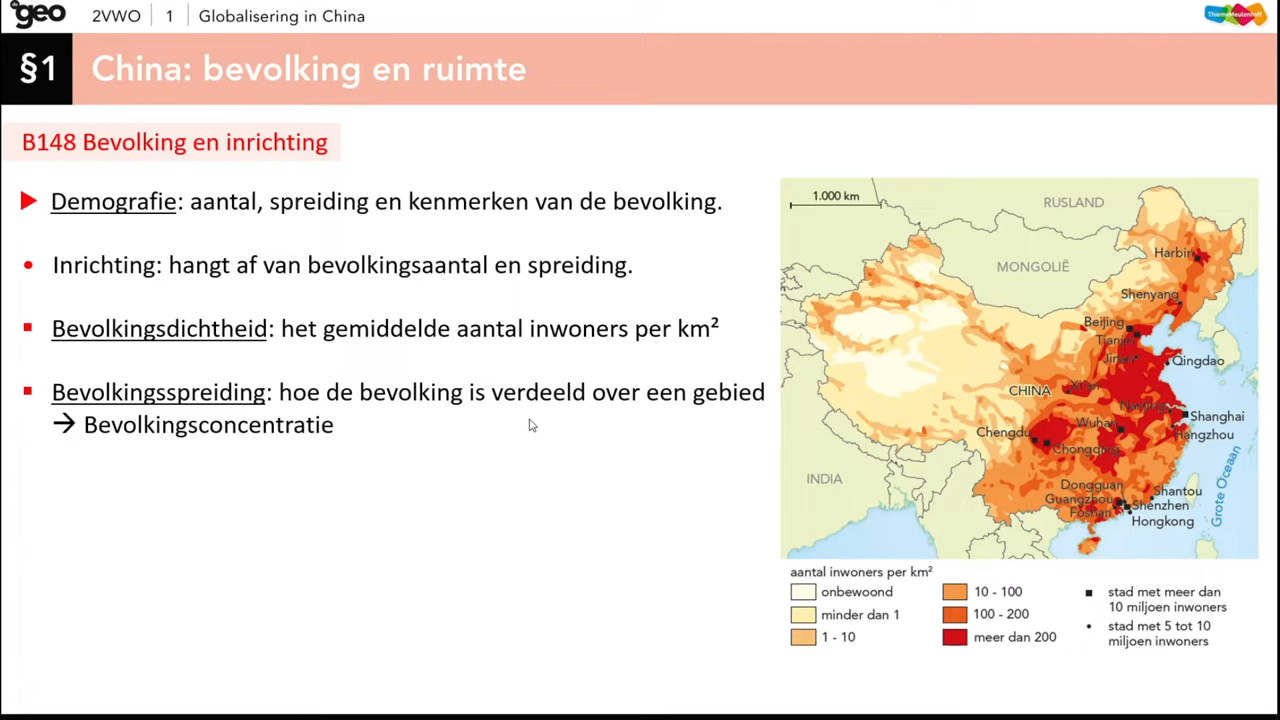 geo 2VWO 1 Globalisering in China
ThiemeMeulenhoff
§1 China: bevolking en ruimte
B148 Bevolking en inrichting
Demografie: aantal, spreiding en kenmerken van de bevolking.
• Inrichting: hangt af van bevolkingsaantal en spreiding.
▪ Bevolkingsdichtheid: het gemiddelde aantal inwoners per km²
▪ Bevolkingsspreiding: hoe de bevolking is verdeeld over een gebied
→ Bevolkingsconcentratie
1.000 km
RUSLAND
MONGOLIË
Harbin
Shenyang
Beijing
Tianjin
Jinan
Qingdao
CHINA
Xi'an
Nanjing
Shanghai
Wuhan
Hangzhou
Chengdu
Chongqing
INDIA
Grote Oceaan
Dongguan
Shantou
Guangzhou
Shenzhen
Foshan
Hongkong
aantal inwoners per km²
onbewoond
minder dan 1
1 - 10
10 - 100
100 - 200
meer dan 200
stad met meer dan
10 miljoen inwoners
stad met 5 tot 10
miljoen inwoners